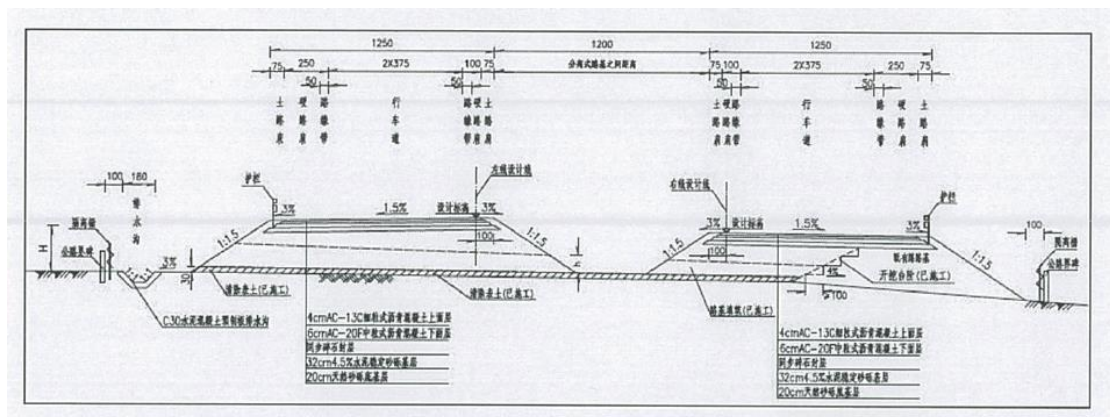 1250
1200
1250
75
250
2X375
100
75
分离式路基之间距离
75
100
2X375
250
75
50
50
50
50
土路肩
硬路肩
路缘带
行车道
路缘带
硬路肩
土路肩
土路肩
硬路肩
路缘带
行车道
路缘带
硬路肩
土路肩
左线设计线
右线设计线
护栏
3%
1.5%
设计标高
3%
3%
设计标高
1.5%
3%
护栏
100
180
排水沟
隔离栅
公路界碑
H
1:1
1:1
3%
30
1:1.5
100
1:1.5
h
1:1.5
100
既有路路基
1:1.5
100
隔离栅
公路界碑
4%
开挖台阶(已施工)
100
清除表土(已施工)
清除表土(已施工)
路基填筑(已施工)
C30水泥混凝土预制板排水沟
4cmAC-13C细粒式沥青混凝土上面层
6cmAC-20F中粒式沥青混凝土下面层
同步碎石封层
32cm4.5%水泥稳定砂砾基层
20cm天然砂砾底基层
4cmAC-13C细粒式沥青混凝土上面层
6cmAC-20F中粒式沥青混凝土下面层
同步碎石封层
32cm4.5%水泥稳定砂砾基层
20cm天然砂砾底基层